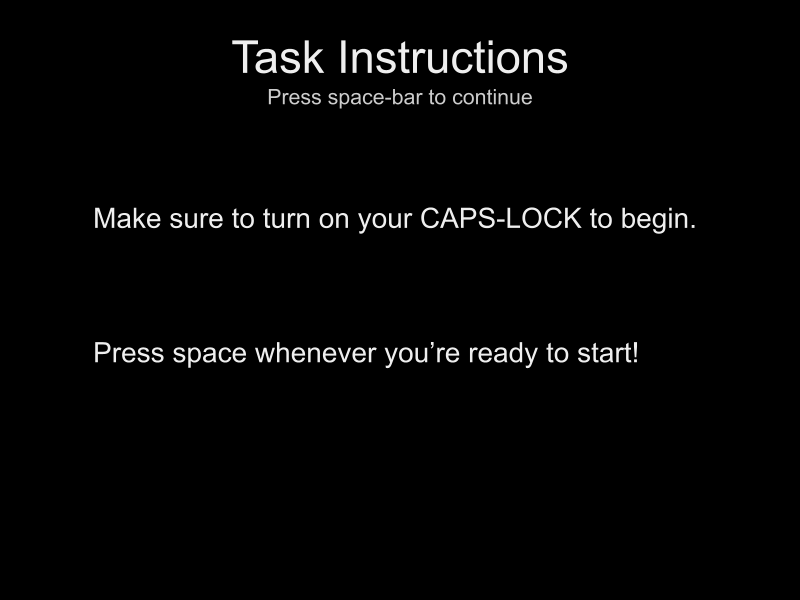 Task Instructions
Press space-bar to continue
Make sure to turn on your CAPS-LOCK to begin.
Press space whenever you’re ready to start!